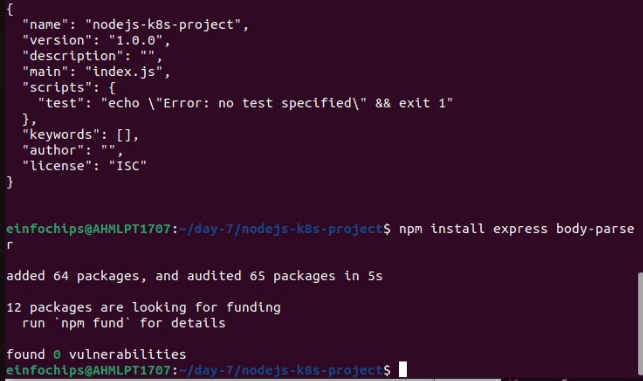 {
  "name": "nodejs-k8s-project",
  "version": "1.0.0",
  "description": "",
  "main": "index.js",
  "scripts": {
    "test": "echo \"Error: no test specified\" && exit 1"
  },
  "keywords": [],
  "author": "",
  "license": "ISC"
}
einfochips@AHMLPT1707:~/day-7/nodejs-k8s-project$ npm install express body-parse
r
added 64 packages, and audited 65 packages in 5s
12 packages are looking for funding
  run `npm fund` for details
found 0 vulnerabilities
einfochips@AHMLPT1707:~/day-7/nodejs-k8s-project$